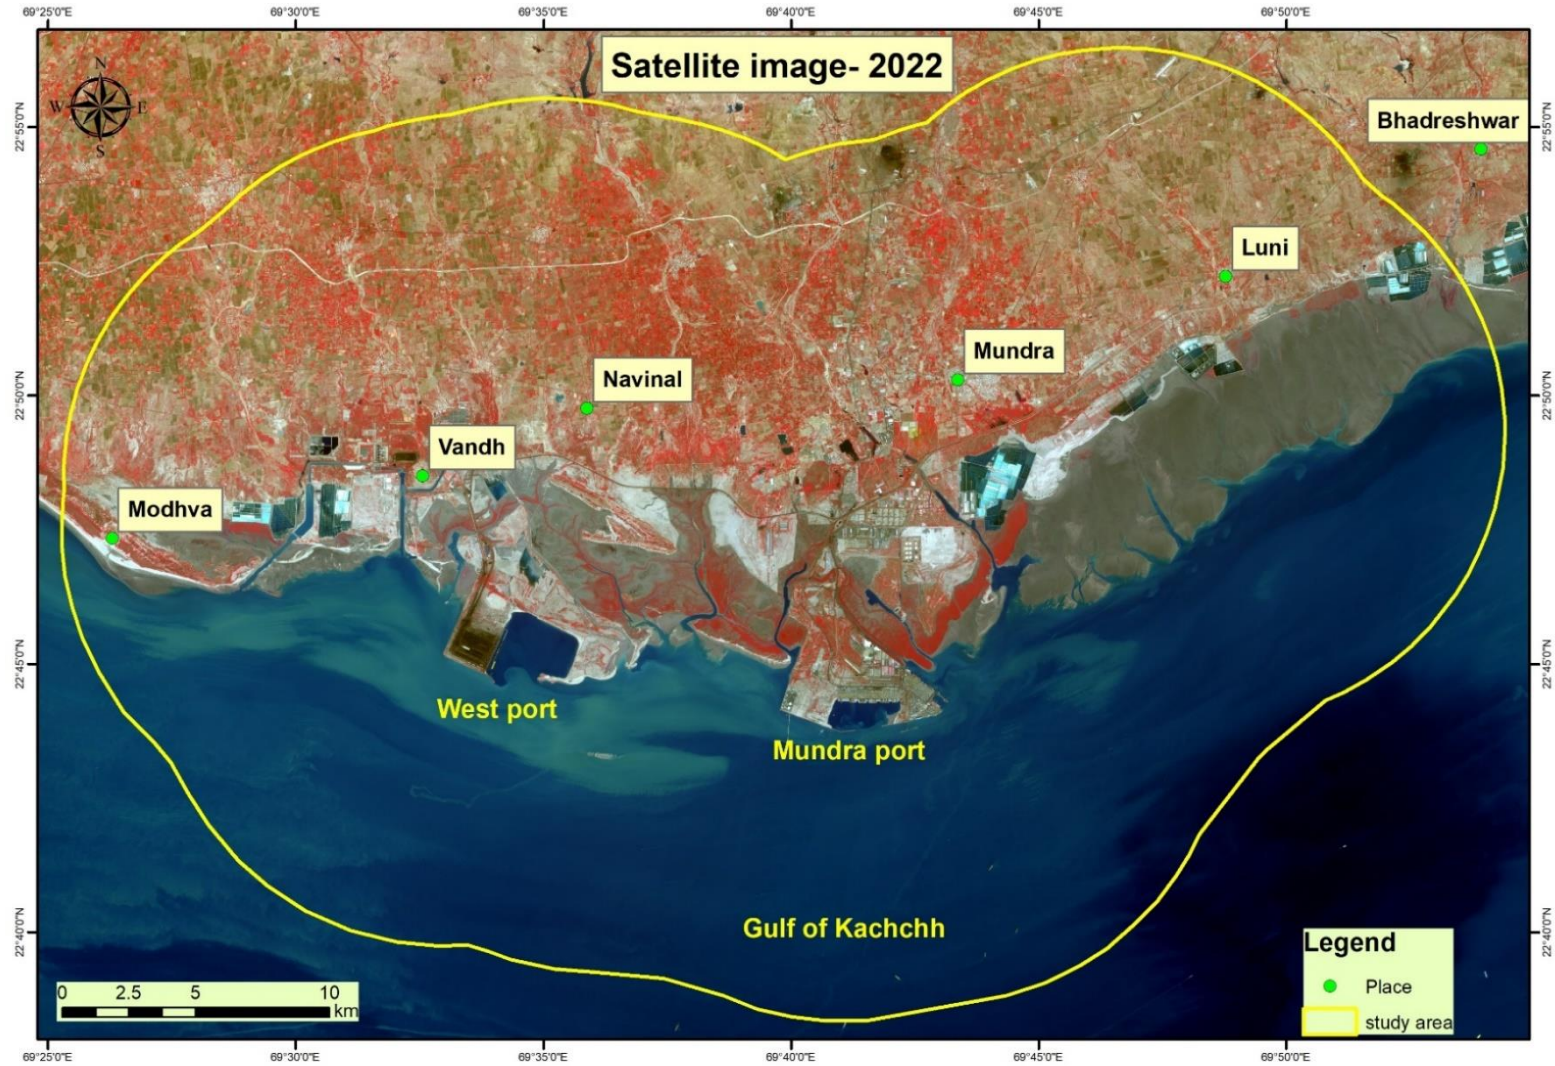 69°25'0"E 69°30'0"E 69°35'0"E 69°40'0"E 69°45'0"E 69°50'0"E
Satellite image- 2022
N
W E
S
22°55'0"N
22°55'0"N
Bhadreshwar
Luni
Mundra
Navinal
22°50'0"N
22°50'0"N
Vandh
Modhva
22°45'0"N
22°45'0"N
West port
Mundra port
Gulf of Kachchh
22°40'0"N
22°40'0"N
Legend
Place
study area
0 2.5 5 10
km
69°25'0"E 69°30'0"E 69°35'0"E 69°40'0"E 69°45'0"E 69°50'0"E